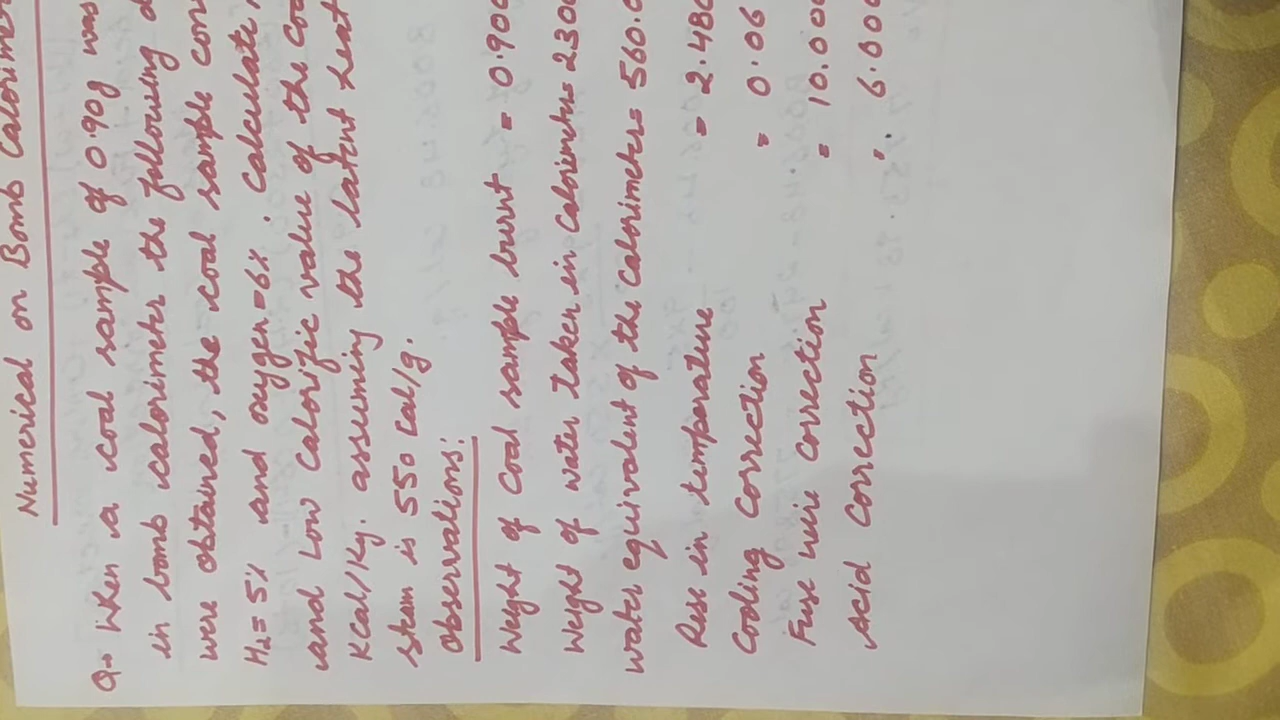 Numerical on Bomb Calorimet
Q→ When a coal sample of 0.90g was
in bomb calorimeter the following d
were obtained, the coal sample con
H2 = 5% and oxygen = 6%. Calculate
and Low calorific value of the Coa
Kcal/Kg. assuming the latent heat
steam is 550 Cal/g.
Observations:
Weight of Coal sample burnt = 0.900
Weight of water taken in Calorimeter = 2300
water equivalent of the Calorimeter = 560.0
Rise in temperature = 2.480
Cooling correction = 0.06
Fuse wire correction = 10.00
Acid Correction = 6.000